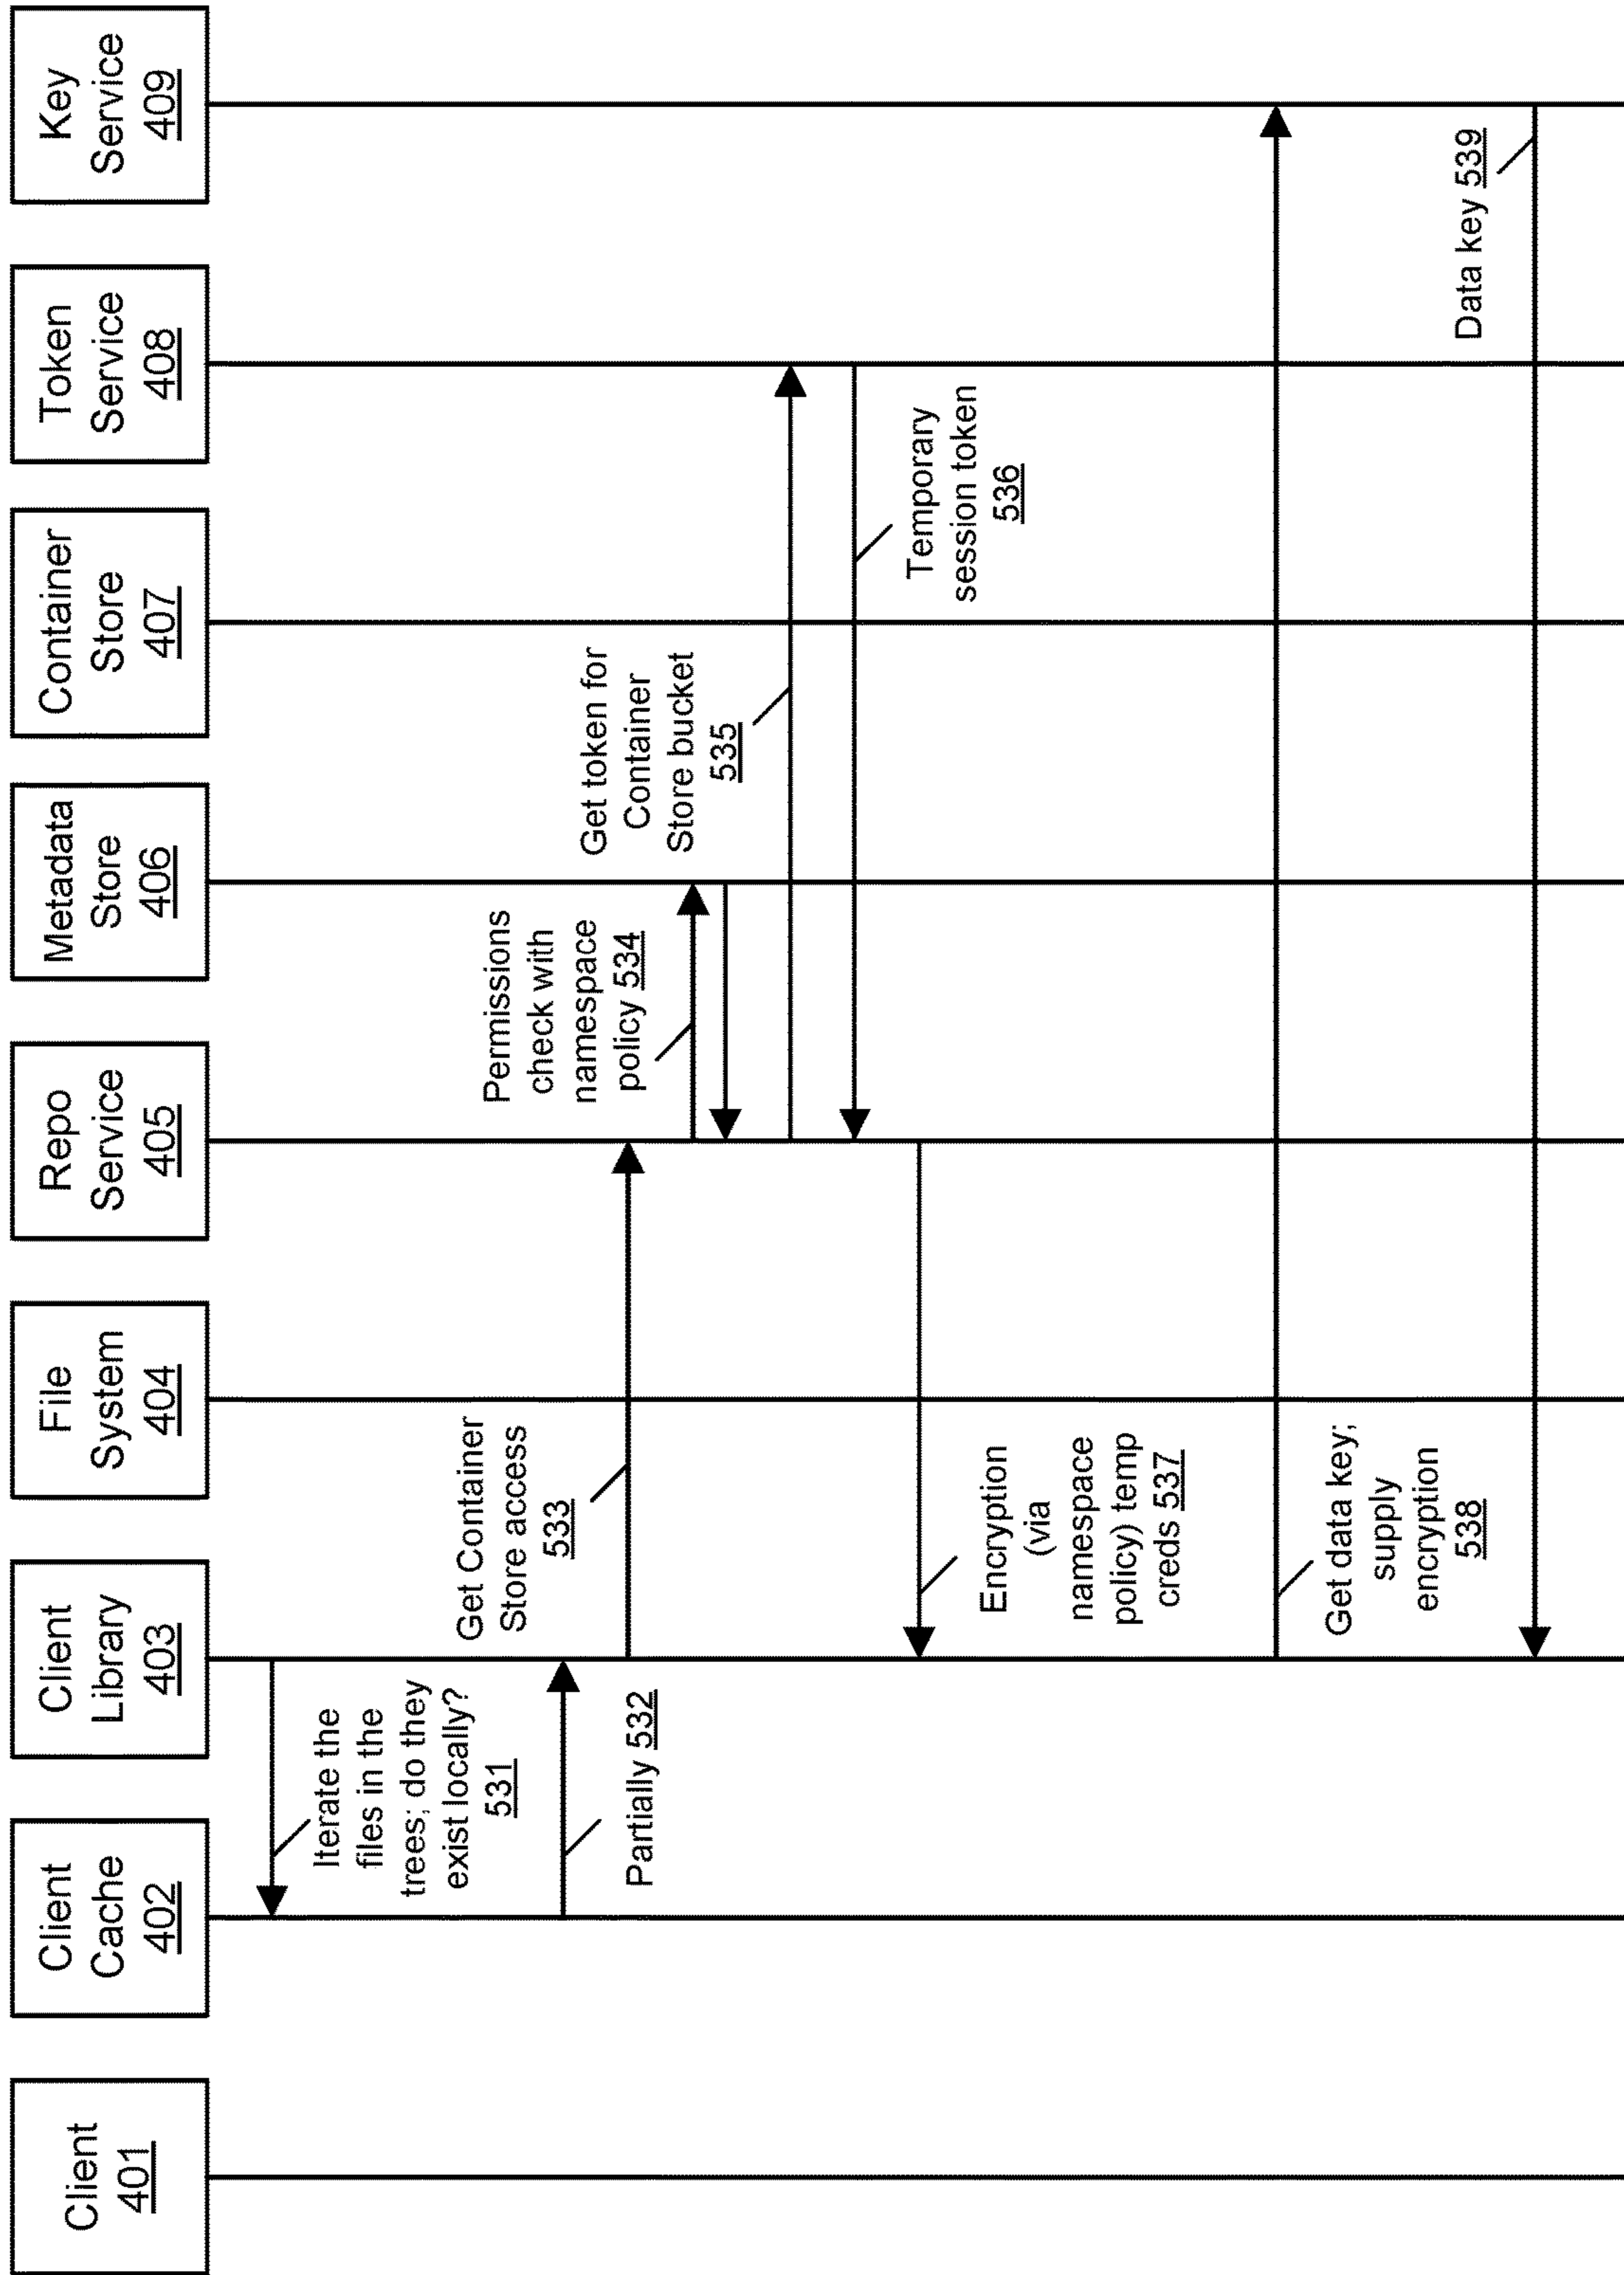 Client
401
Client
Cache
402
Client
Library
403
File
System
404
Repo
Service
405
Metadata
Store
406
Container
Store
407
Token
Service
408
Key
Service
409
Iterate the
files in the
trees; do they
exist locally?
531
Partially 532
Get Container
Store access
533
Permissions
check with
namespace
policy 534
Get token for
Container
Store bucket
535
Temporary
session token
536
Encryption
(via
namespace
policy) temp
creds 537
Get data key;
supply
encryption
538
Data key 539